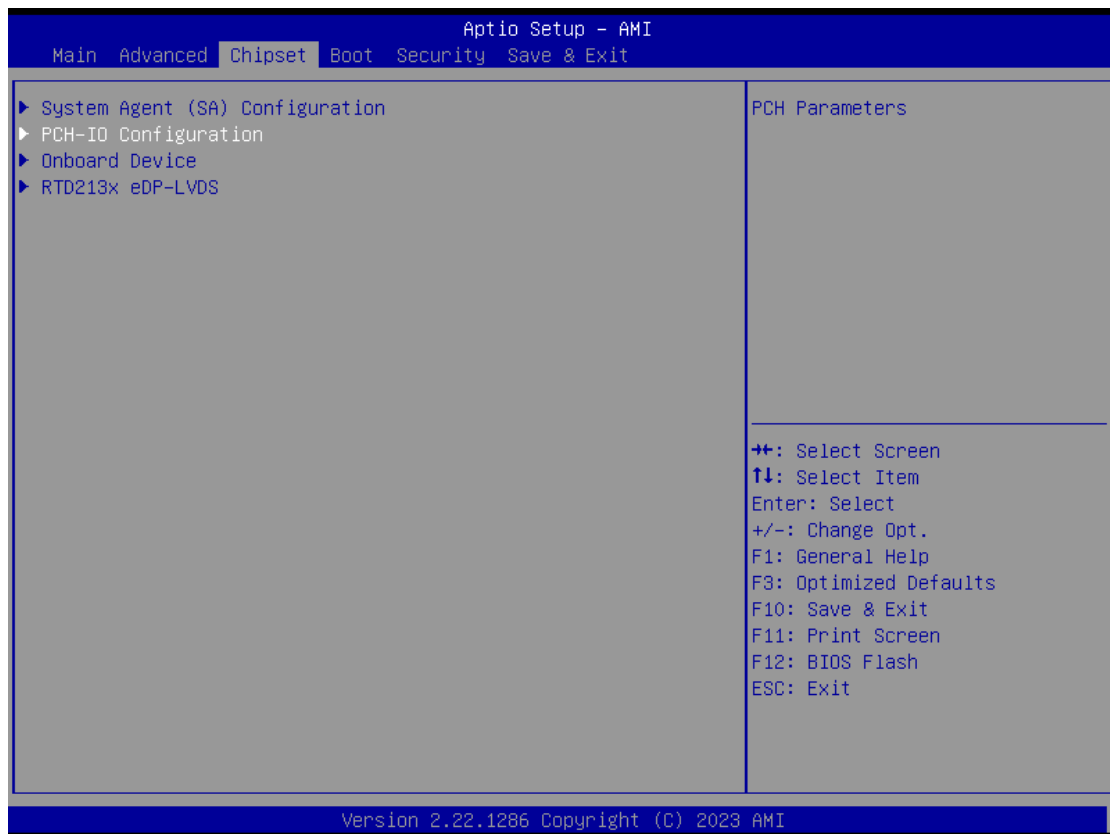 Aptio Setup – AMI
Main Advanced Chipset Boot Security Save & Exit
▶ System Agent (SA) Configuration
▶ PCH-IO Configuration
▶ Onboard Device
▶ RTD213x eDP-LVDS
PCH Parameters
→←: Select Screen
↑↓: Select Item
Enter: Select
+/-: Change Opt.
F1: General Help
F3: Optimized Defaults
F10: Save & Exit
F11: Print Screen
F12: BIOS Flash
ESC: Exit
Version 2.22.1286 Copyright (C) 2023 AMI